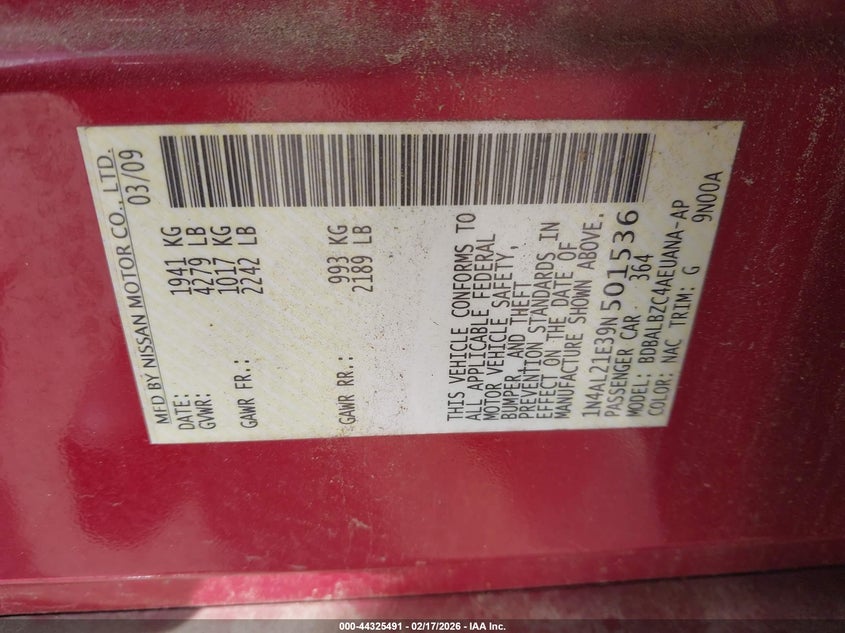 MFD BY NISSAN MOTOR CO., LTD.
DATE: 03/09
GVWR: 1941 KG
4279 LB
GAWR FR.: 1017 KG
2242 LB
GAWR RR.: 993 KG
2189 LB
THIS VEHICLE CONFORMS TO
ALL APPLICABLE FEDERAL
MOTOR VEHICLE SAFETY,
BUMPER, AND THEFT
PREVENTION STANDARDS IN
EFFECT ON THE DATE OF
MANUFACTURE SHOWN ABOVE.
1N4AL21E39N501536
PASSENGER CAR 364
MODEL: BDBALBZC4AEUANA-AP
COLOR: NAC TRIM: G 9N00A
000-44325491 - 02/17/2026 - IAA Inc.